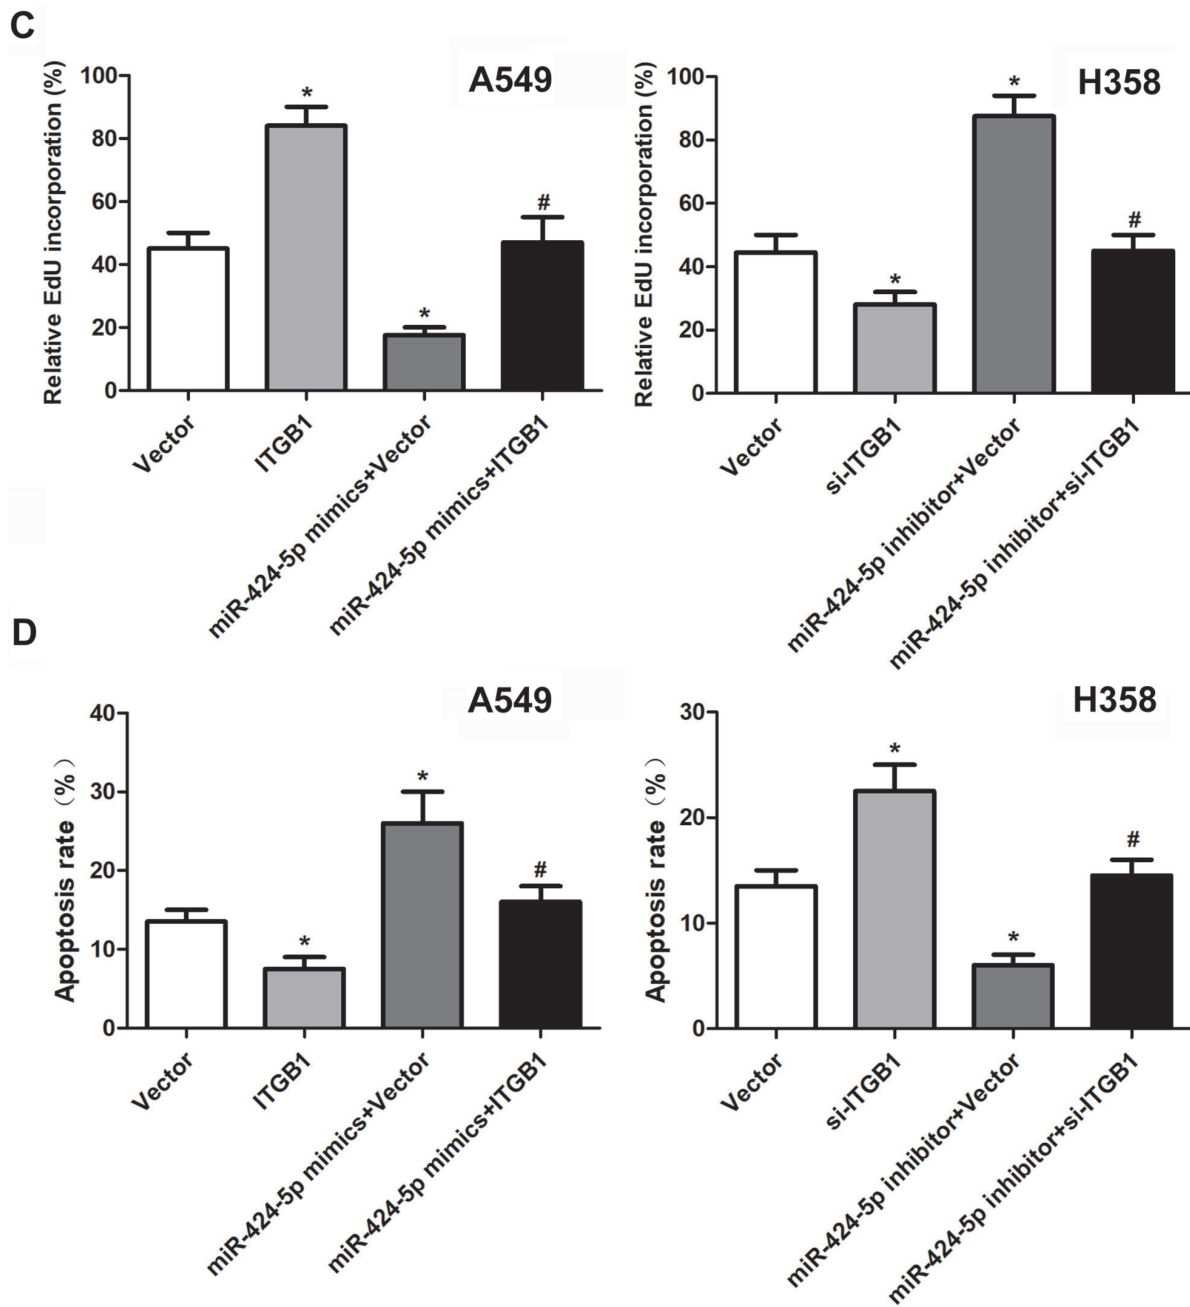 C
A549
Relative EdU incorporation (%)
100
80
60
40
20
0
*
*
#
Vector
ITGB1
miR-424-5p mimics+Vector
miR-424-5p mimics+ITGB1
H358
Relative EdU incorporation (%)
100
80
60
40
20
0
*
*
#
Vector
si-ITGB1
miR-424-5p inhibitor+Vector
miR-424-5p inhibitor+si-ITGB1
D
A549
Apoptosis rate（%）
40
30
20
10
0
*
*
#
Vector
ITGB1
miR-424-5p mimics+Vector
miR-424-5p mimics+ITGB1
H358
Apoptosis rate（%）
30
20
10
0
*
*
#
Vector
si-ITGB1
miR-424-5p inhibitor+Vector
miR-424-5p inhibitor+si-ITGB1